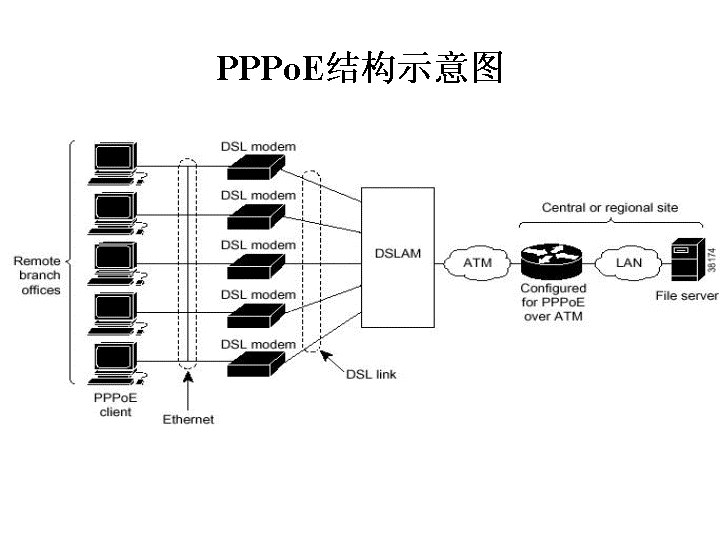 PPPoE结构示意图
DSL modem
DSL modem
DSL modem
DSL modem
DSL modem
Remote
branch
offices
PPPoE
client
Ethernet
DSL link
DSLAM
ATM
Central or regional site
Configured
for PPPoE
over ATM
LAN
File server
38174